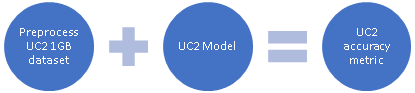 Preprocess
UC2 1GB
dataset
UC2 Model
UC2
accuracy
metric